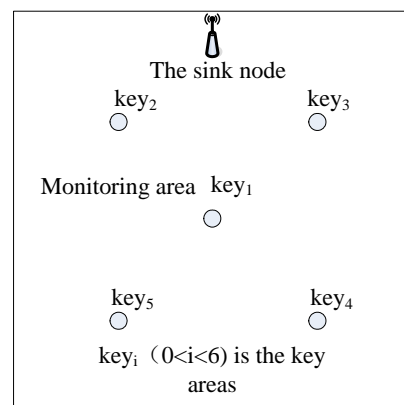 The sink node
key₂ key₃
Monitoring area key₁
key₅ key₄
keyᵢ（0<i<6) is the key
areas